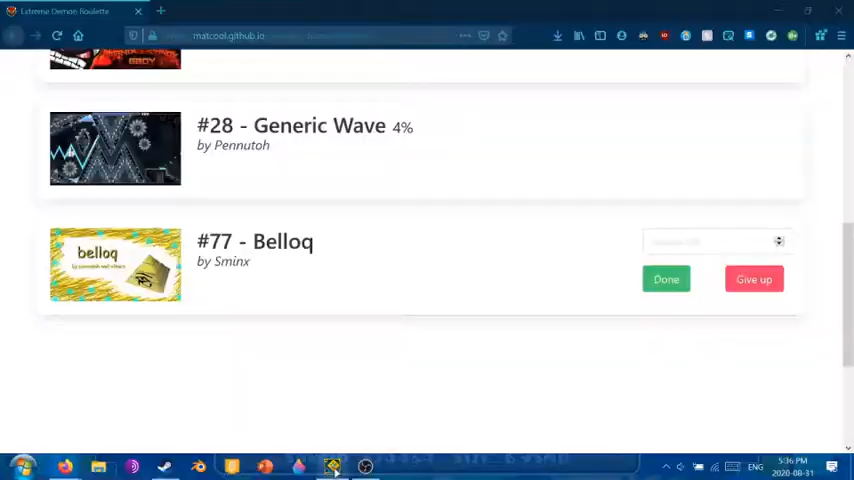 Extreme Demon Roulette
matcool.github.io
EBOY
#28 - Generic Wave 4%
by Pennutoh
#77 - Belloq
by Sminx
belloq
Done
Give up
ENG
5:36 PM
2020-08-31